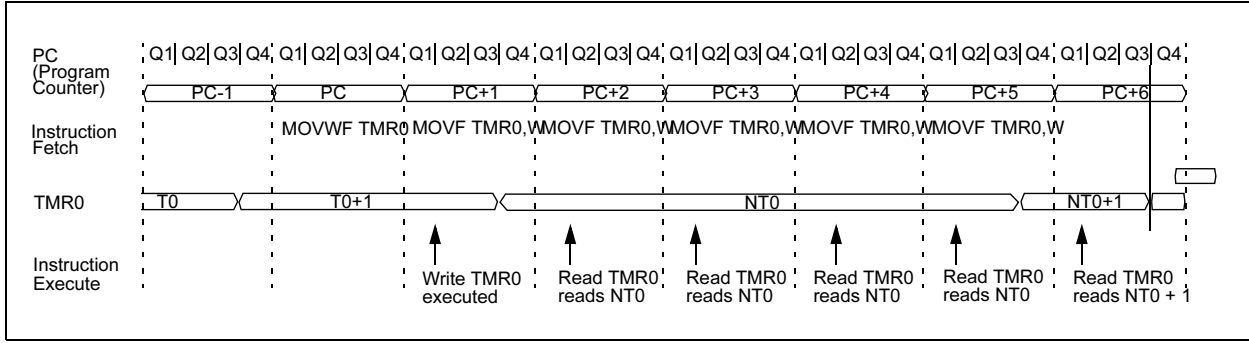 PC
(Program
Counter)
Q1 Q2 Q3 Q4 Q1 Q2 Q3 Q4 Q1 Q2 Q3 Q4 Q1 Q2 Q3 Q4 Q1 Q2 Q3 Q4 Q1 Q2 Q3 Q4 Q1 Q2 Q3 Q4 Q1 Q2 Q3 Q4
PC-1 PC PC+1 PC+2 PC+3 PC+4 PC+5 PC+6
Instruction
Fetch
MOVWF TMR0 MOVF TMR0,W MOVF TMR0,W MOVF TMR0,W MOVF TMR0,W MOVF TMR0,W
TMR0
T0 T0+1 NT0 NT0+1
Instruction
Execute
Write TMR0
executed
Read TMR0
reads NT0
Read TMR0
reads NT0
Read TMR0
reads NT0
Read TMR0
reads NT0
Read TMR0
reads NT0 + 1